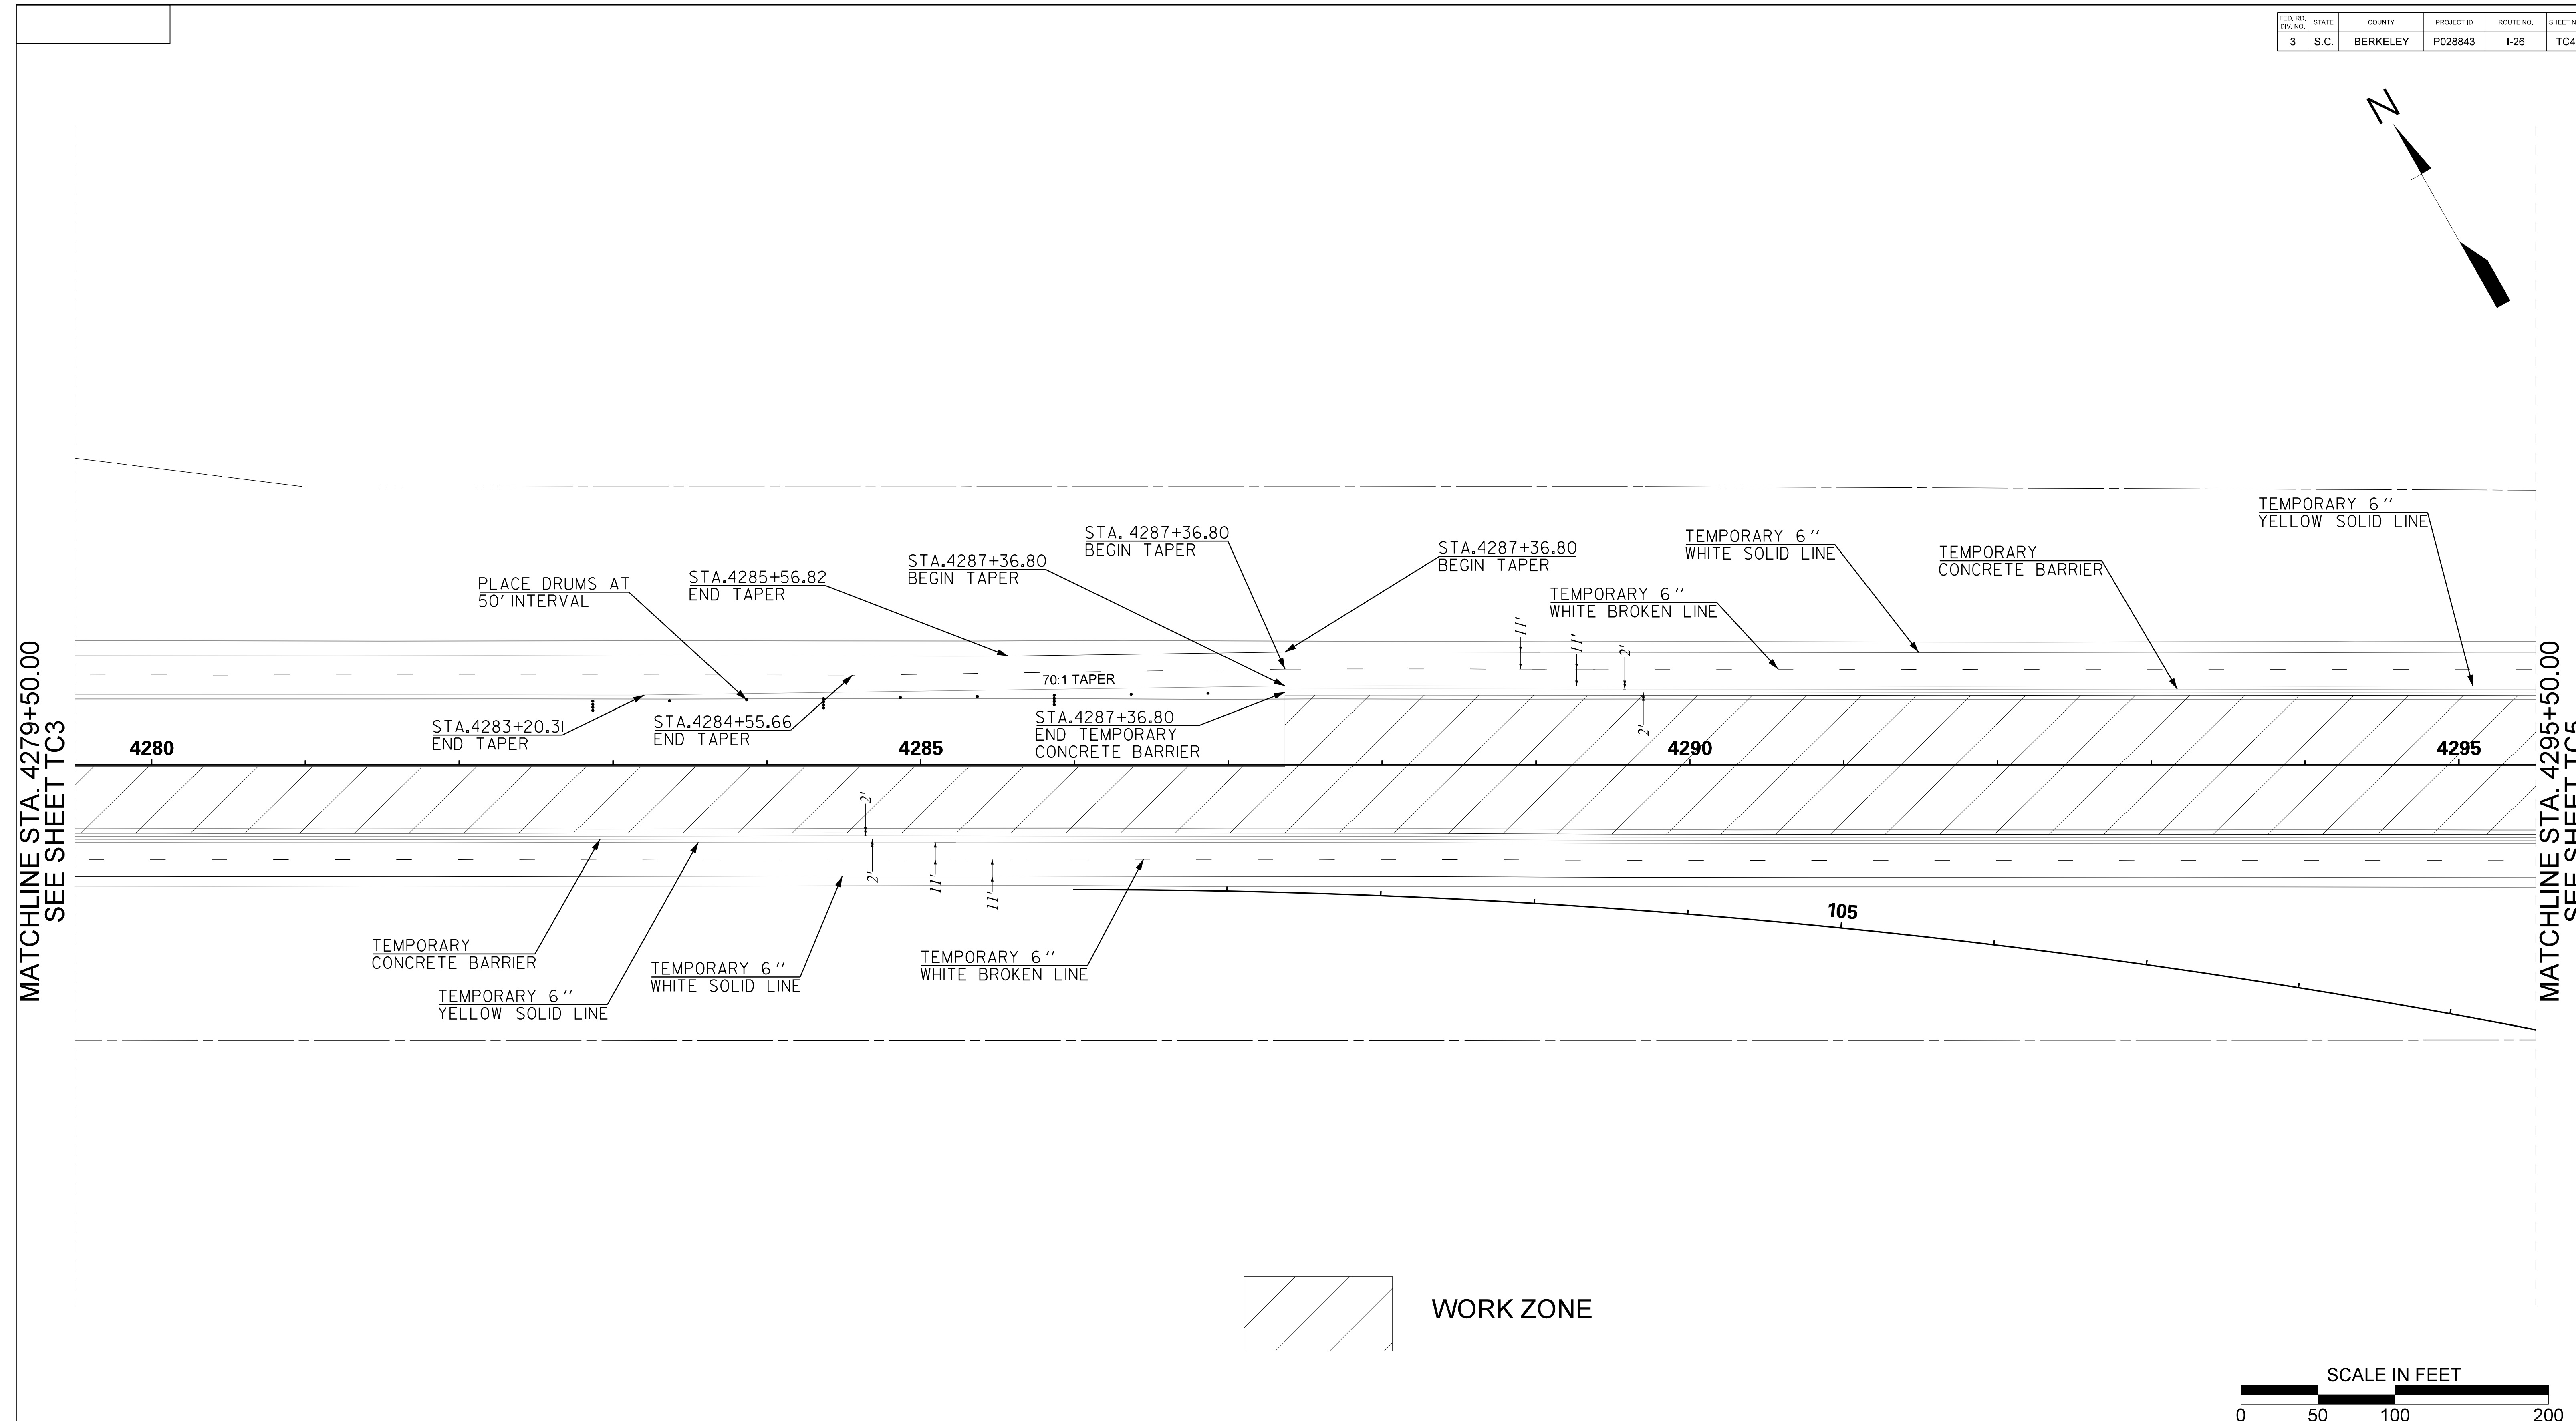 FED. RD. DIV. NO. STATE COUNTY PROJECT ID ROUTE NO. SHEET N
3 S.C. BERKELEY P028843 I-26 TC4
N
TEMPORARY 6"
YELLOW SOLID LINE
STA. 4287+36.80
BEGIN TAPER
STA.4287+36.80
BEGIN TAPER
TEMPORARY 6"
WHITE SOLID LINE
TEMPORARY
CONCRETE BARRIER
STA.4287+36.80
BEGIN TAPER
STA.4285+56.82
END TAPER
PLACE DRUMS AT
50' INTERVAL
TEMPORARY 6"
WHITE BROKEN LINE
11'
11'
2'
70:1 TAPER
STA.4283+20.31
END TAPER
STA.4284+55.66
END TAPER
STA.4287+36.80
END TEMPORARY
CONCRETE BARRIER
2'
4280
4285
4290
4295
MATCHLINE STA. 4279+50.00
SEE SHEET TC3
MATCHLINE STA. 4295+50.00
SEE SHEET TC5
2'
2'
11'
11'
105
TEMPORARY
CONCRETE BARRIER
TEMPORARY 6"
YELLOW SOLID LINE
TEMPORARY 6"
WHITE SOLID LINE
TEMPORARY 6"
WHITE BROKEN LINE
WORK ZONE
SCALE IN FEET
0 50 100 200